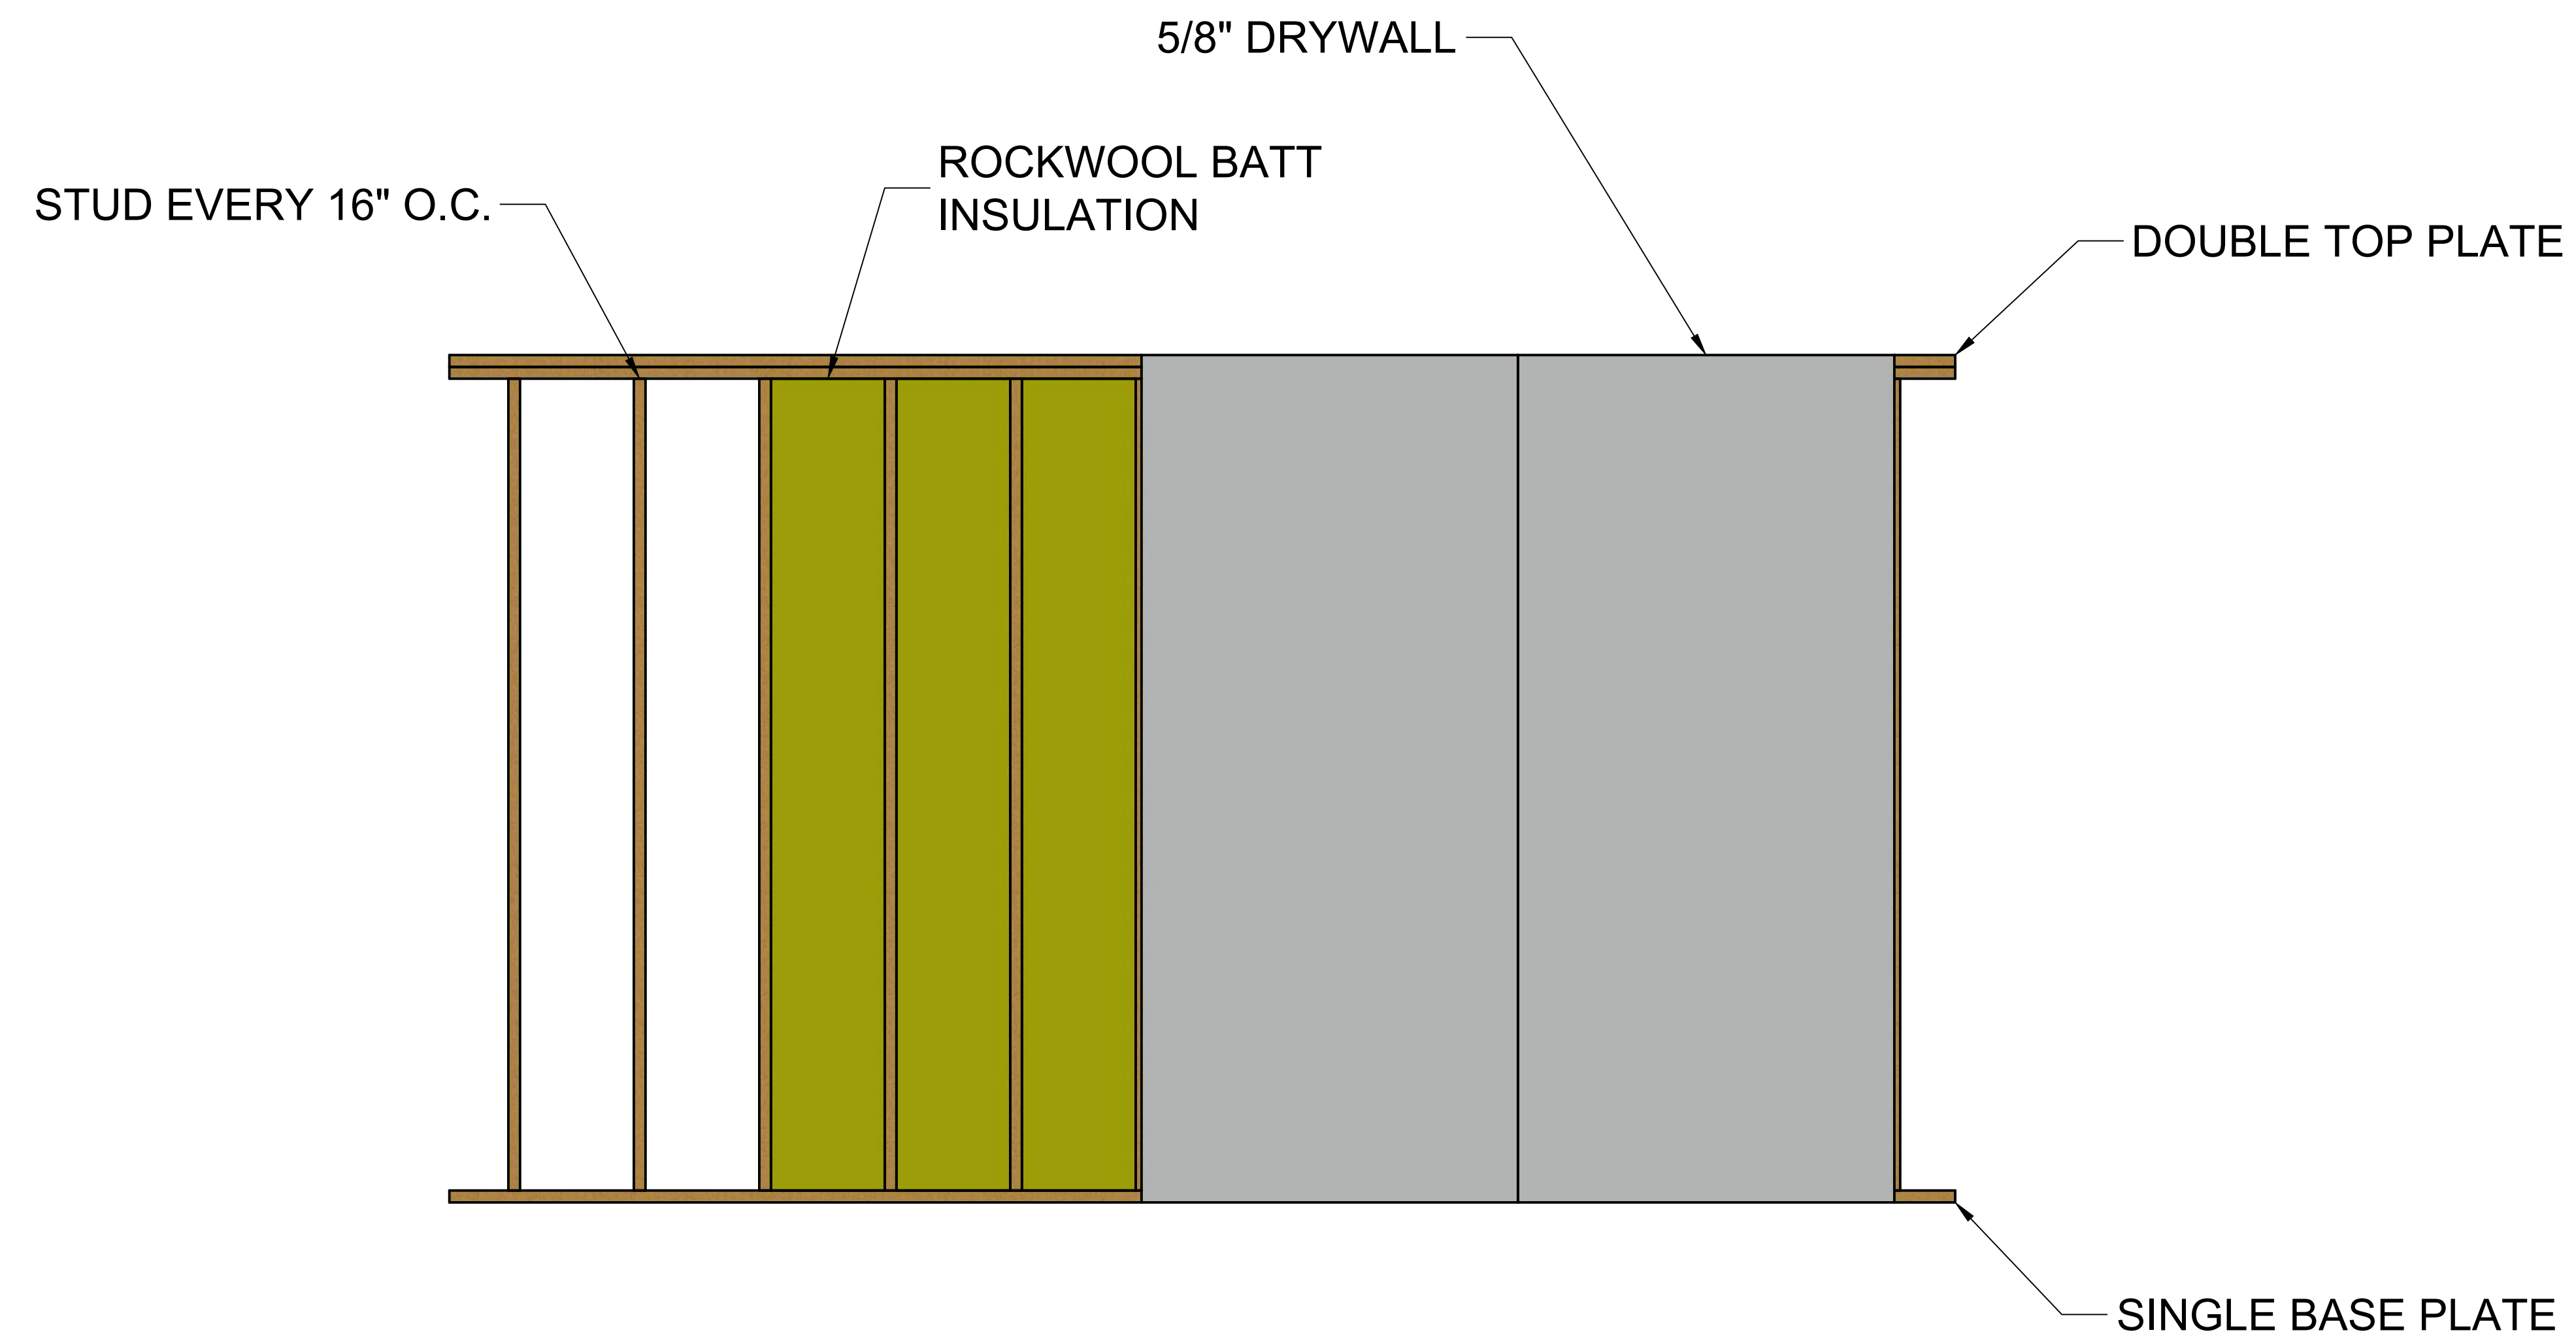 5/8" DRYWALL
ROCKWOOL BATT
INSULATION
STUD EVERY 16" O.C.
DOUBLE TOP PLATE
SINGLE BASE PLATE